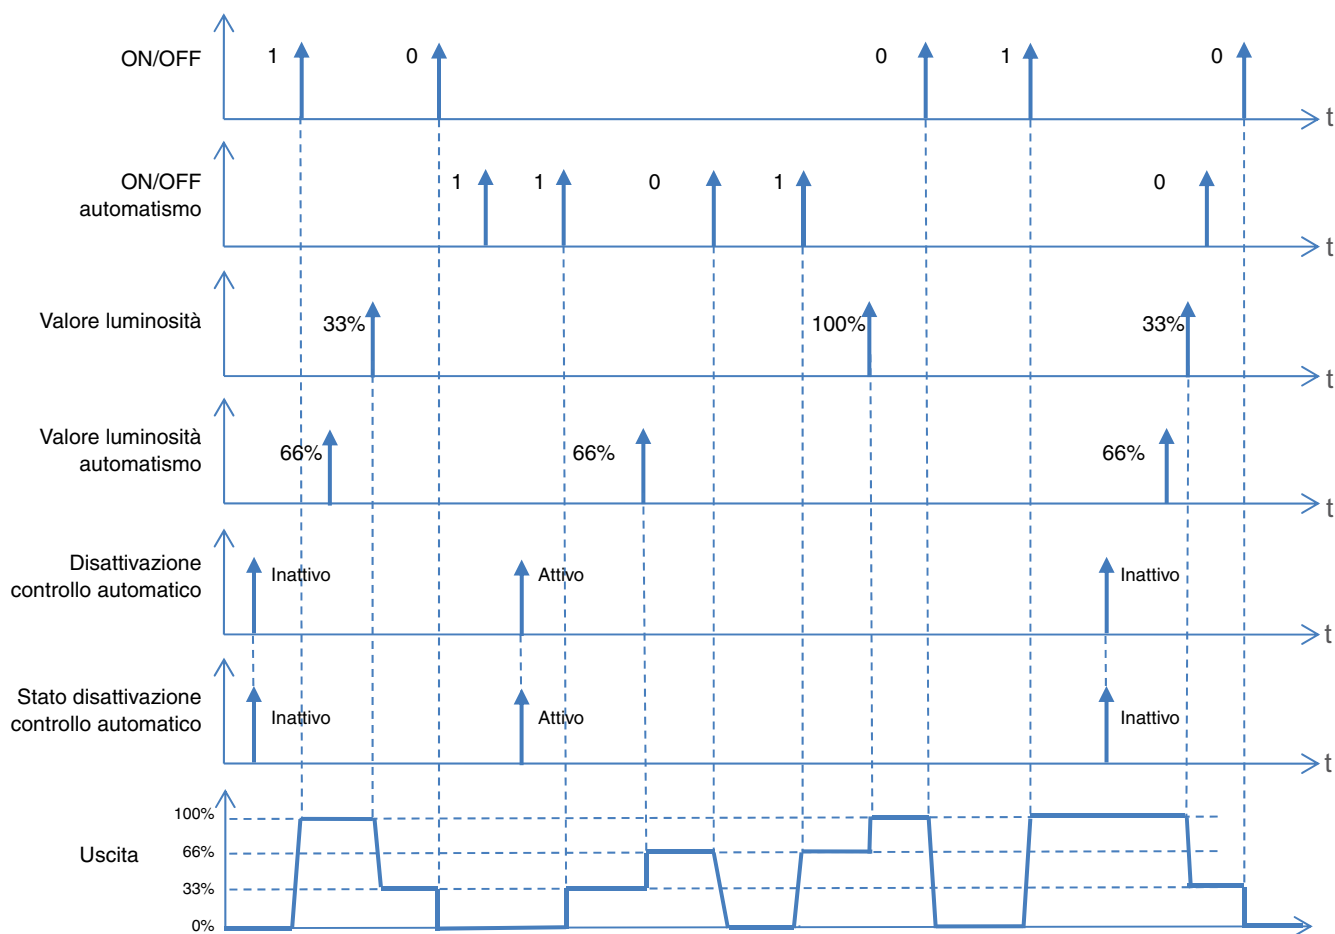 ON/OFF
1
0
0
1
0
t
ON/OFF
automatismo
1
1
0
1
0
t
Valore luminosità
33%
100%
33%
t
Valore luminosità
automatismo
66%
66%
66%
t
Disattivazione
controllo automatico
Inattivo
Attivo
Inattivo
t
Stato disattivazione
controllo automatico
Inattivo
Attivo
Inattivo
t
Uscita
100%
66%
33%
0%